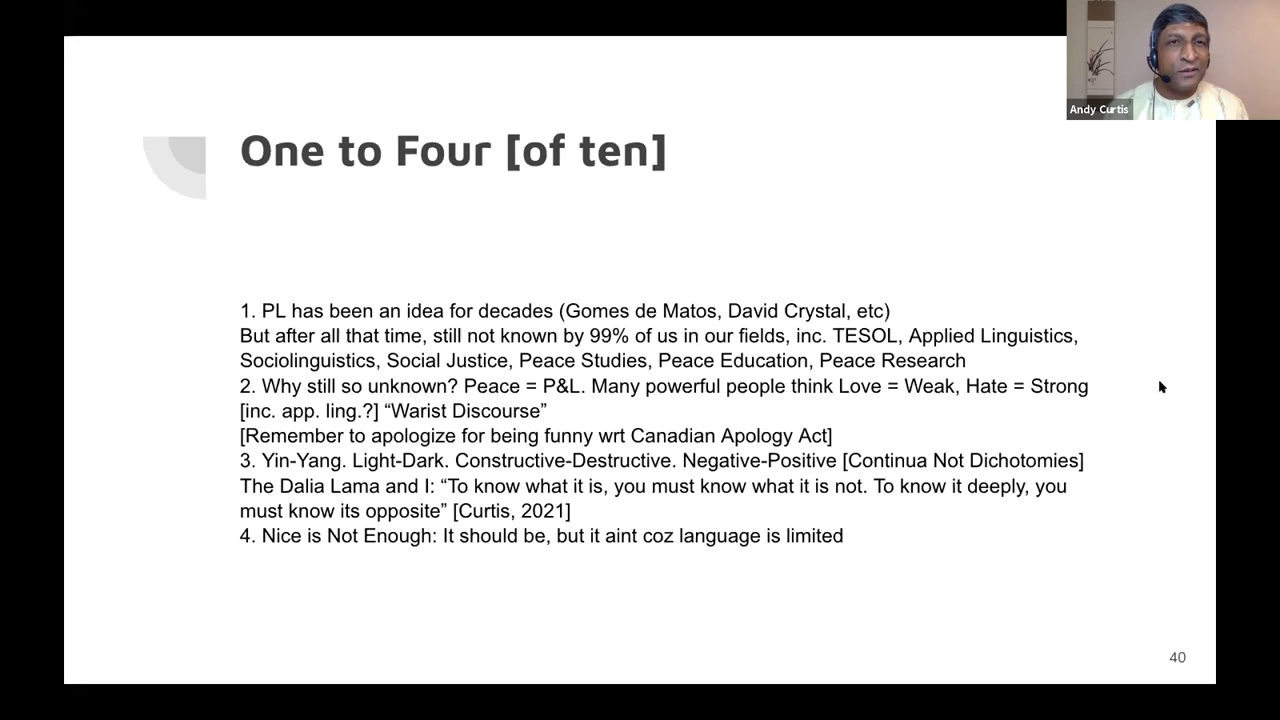 Andy Curtis
One to Four [of ten]
1. PL has been an idea for decades (Gomes de Matos, David Crystal, etc)
But after all that time, still not known by 99% of us in our fields, inc. TESOL, Applied Linguistics,
Sociolinguistics, Social Justice, Peace Studies, Peace Education, Peace Research
2. Why still so unknown? Peace = P&L. Many powerful people think Love = Weak, Hate = Strong
[inc. app. ling.?] “Warist Discourse”
[Remember to apologize for being funny wrt Canadian Apology Act]
3. Yin-Yang. Light-Dark. Constructive-Destructive. Negative-Positive [Continua Not Dichotomies]
The Dalia Lama and I: “To know what it is, you must know what it is not. To know it deeply, you
must know its opposite” [Curtis, 2021]
4. Nice is Not Enough: It should be, but it aint coz language is limited
40